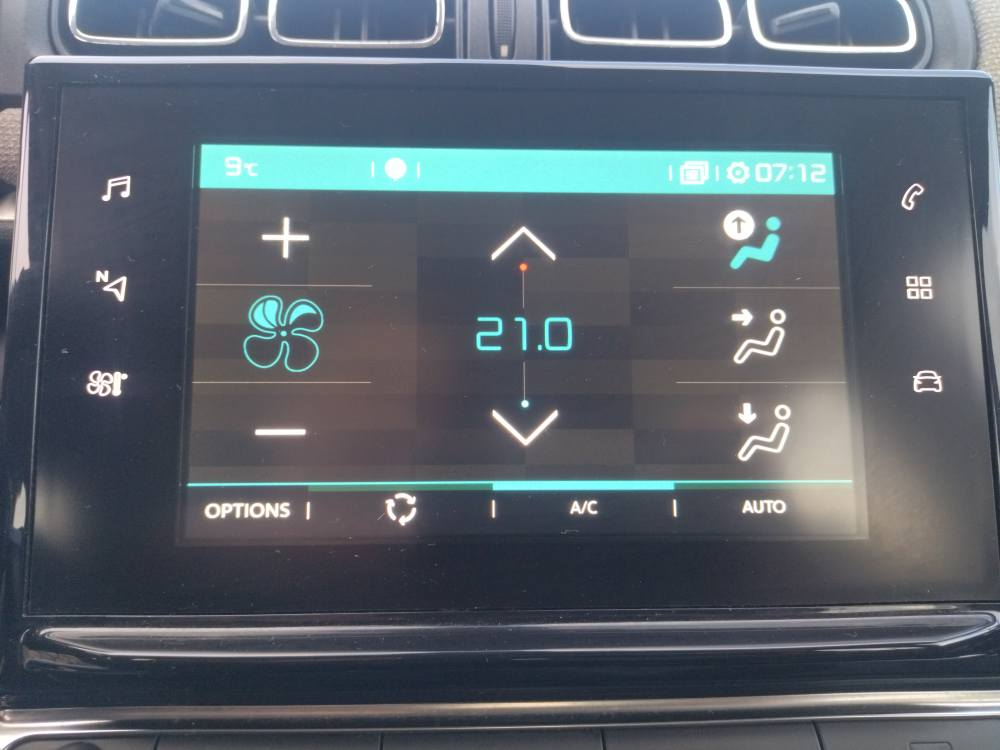 9°C 07:12
N
21.0
OPTIONS | | A/C | AUTO